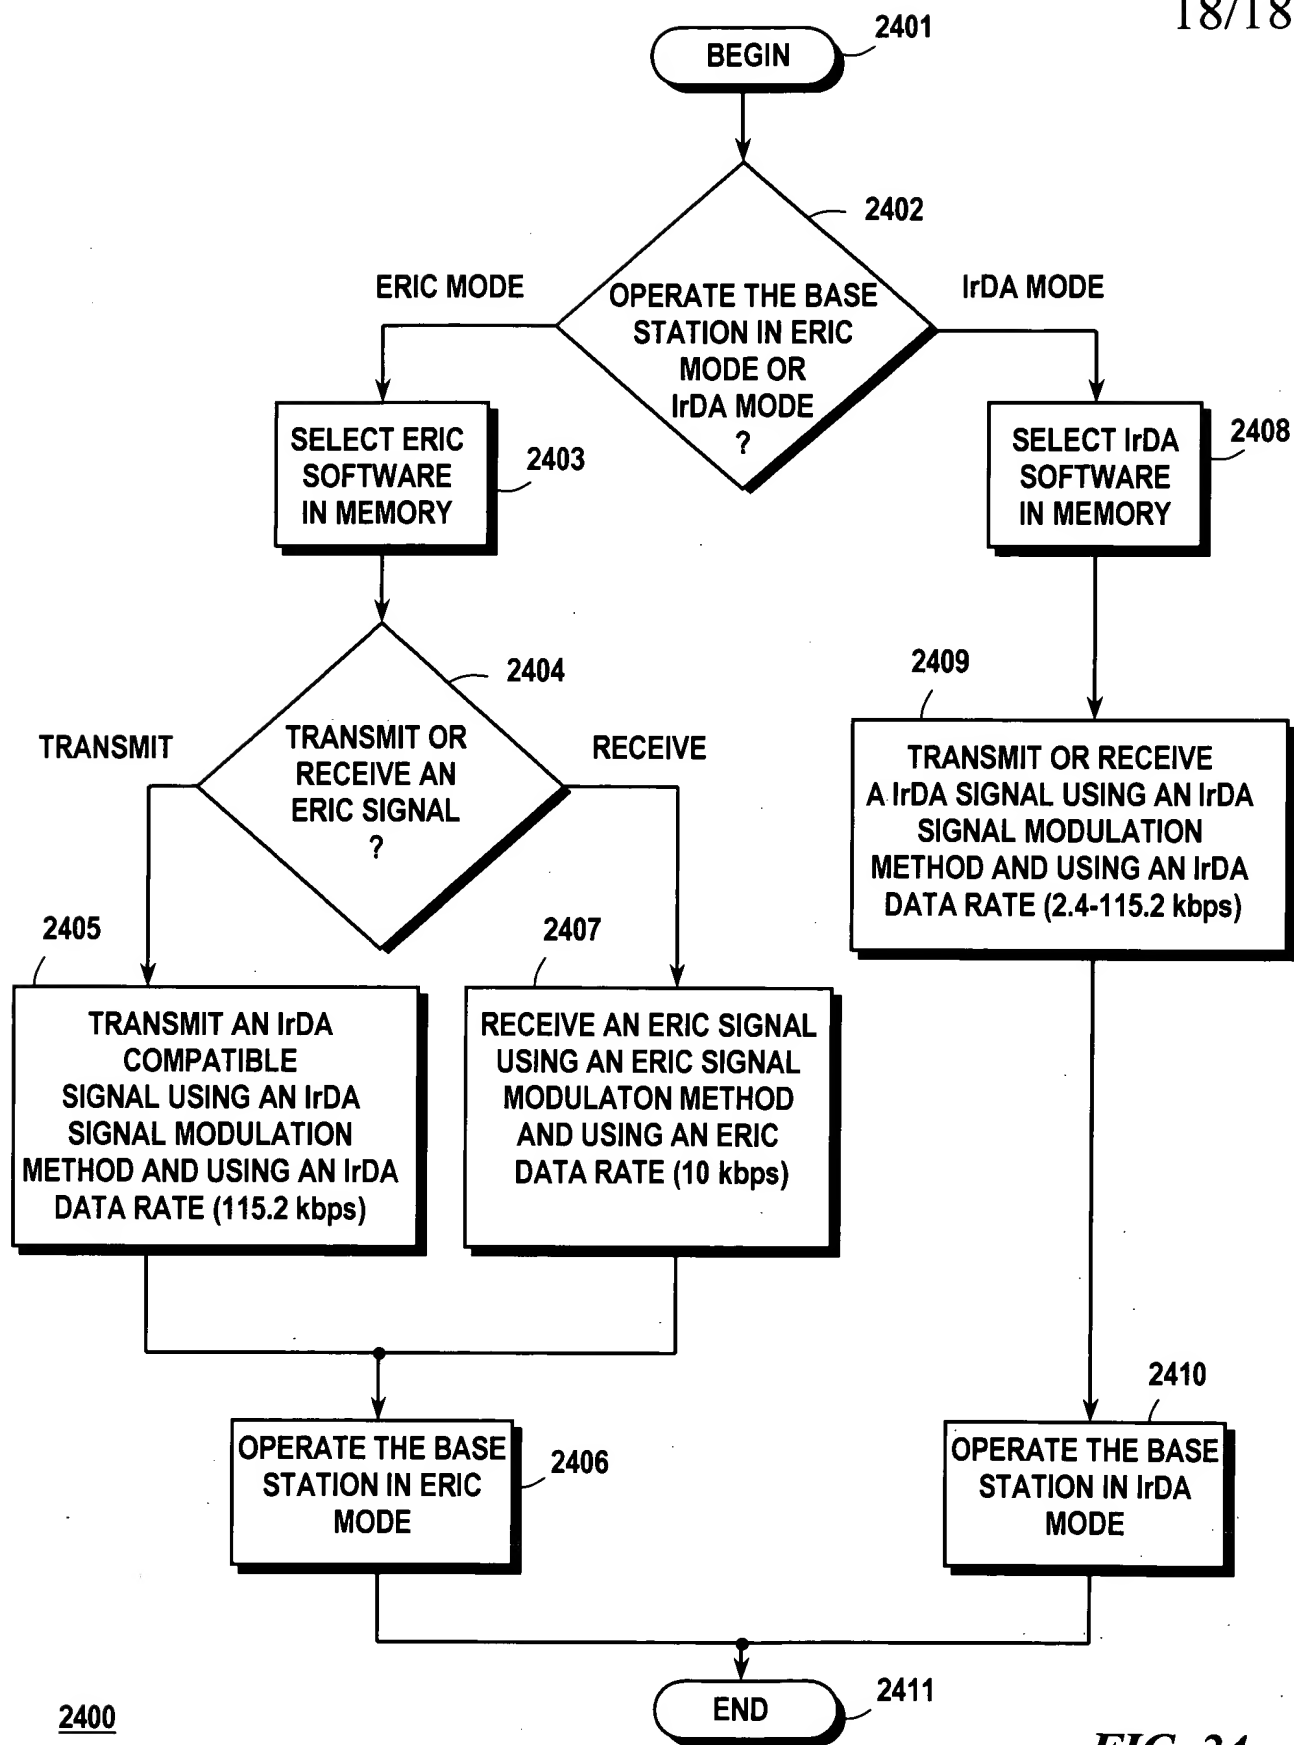 18/18
BEGIN
2401
2402
OPERATE THE BASE
STATION IN ERIC
MODE OR
IrDA MODE
?
ERIC MODE
IrDA MODE
SELECT ERIC
SOFTWARE
IN MEMORY
2403
SELECT IrDA
SOFTWARE
IN MEMORY
2408
2404
TRANSMIT OR
RECEIVE AN
ERIC SIGNAL
?
TRANSMIT
RECEIVE
2409
TRANSMIT OR RECEIVE
A IrDA SIGNAL USING AN IrDA
SIGNAL MODULATION
METHOD AND USING AN IrDA
DATA RATE (2.4-115.2 kbps)
2405
TRANSMIT AN IrDA
COMPATIBLE
SIGNAL USING AN IrDA
SIGNAL MODULATION
METHOD AND USING AN IrDA
DATA RATE (115.2 kbps)
2407
RECEIVE AN ERIC SIGNAL
USING AN ERIC SIGNAL
MODULATON METHOD
AND USING AN ERIC
DATA RATE (10 kbps)
OPERATE THE BASE
STATION IN ERIC
MODE
2406
2410
OPERATE THE BASE
STATION IN IrDA
MODE
END
2411
2400
FIG. 24